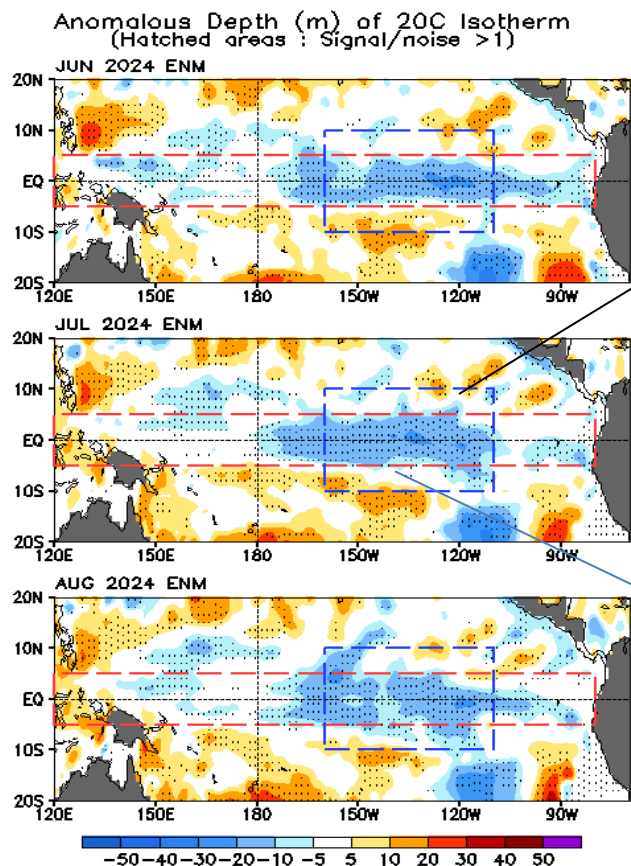 Anomalous Depth (m) of 20C Isotherm
(Hatched areas : Signal/noise >1)
JUN 2024 ENM
20N
10N
EQ
10S
20S
120E 150E 180 150W 120W 90W
JUL 2024 ENM
20N
10N
EQ
10S
20S
120E 150E 180 150W 120W 90W
AUG 2024 ENM
20N
10N
EQ
10S
20S
120E 150E 180 150W 120W 90W
-50 -40 -30 -20 -10 -5 5 10 20 30 40 50